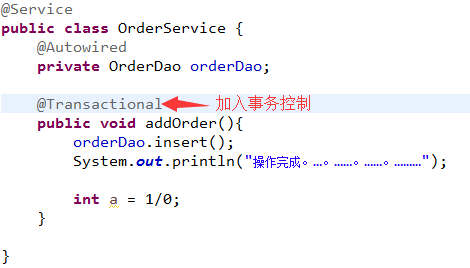 @Service
public class OrderService {
@Autowired
private OrderDao orderDao;
@Transactional 加入事务控制
public void addOrder(){
orderDao.insert();
System.out.println("操作完成。…。……。……。………");
int a = 1/0;
}
}